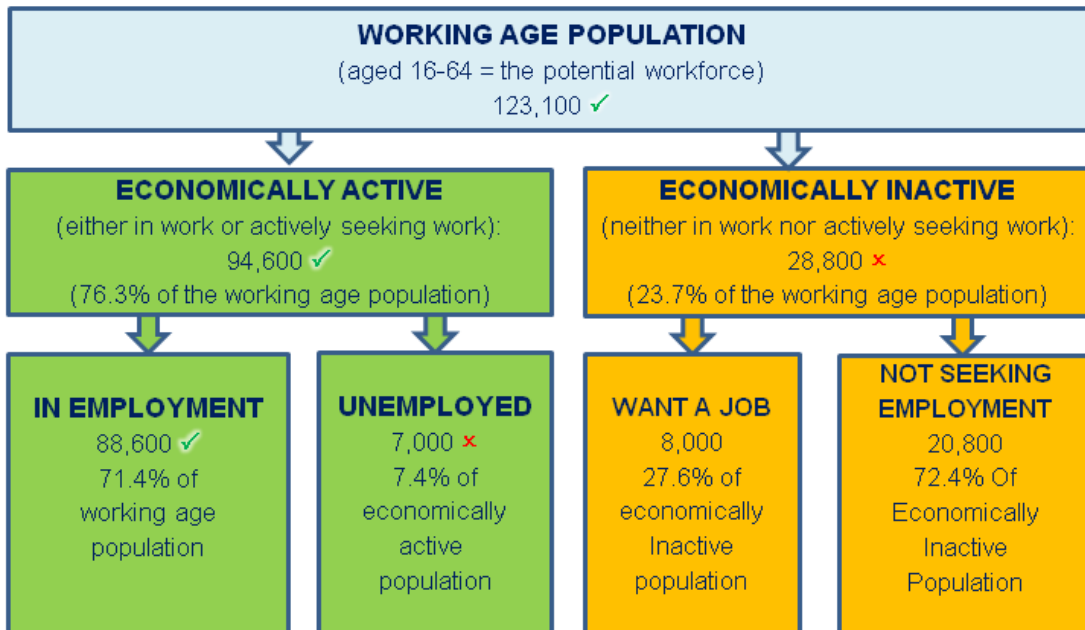 WORKING AGE POPULATION
(aged 16-64 = the potential workforce)
123,100 ✓
ECONOMICALLY ACTIVE
(either in work or actively seeking work):
94,600 ✓
(76.3% of the working age population)
ECONOMICALLY INACTIVE
(neither in work nor actively seeking work):
28,800 ×
(23.7% of the working age population)
IN EMPLOYMENT
88,600 ✓
71.4% of
working age
population
UNEMPLOYED
7,000 ×
7.4% of
economically
active
population
WANT A JOB
8,000
27.6% of
economically
Inactive
population
NOT SEEKING
EMPLOYMENT
20,800
72.4% Of
Economically
Inactive
Population